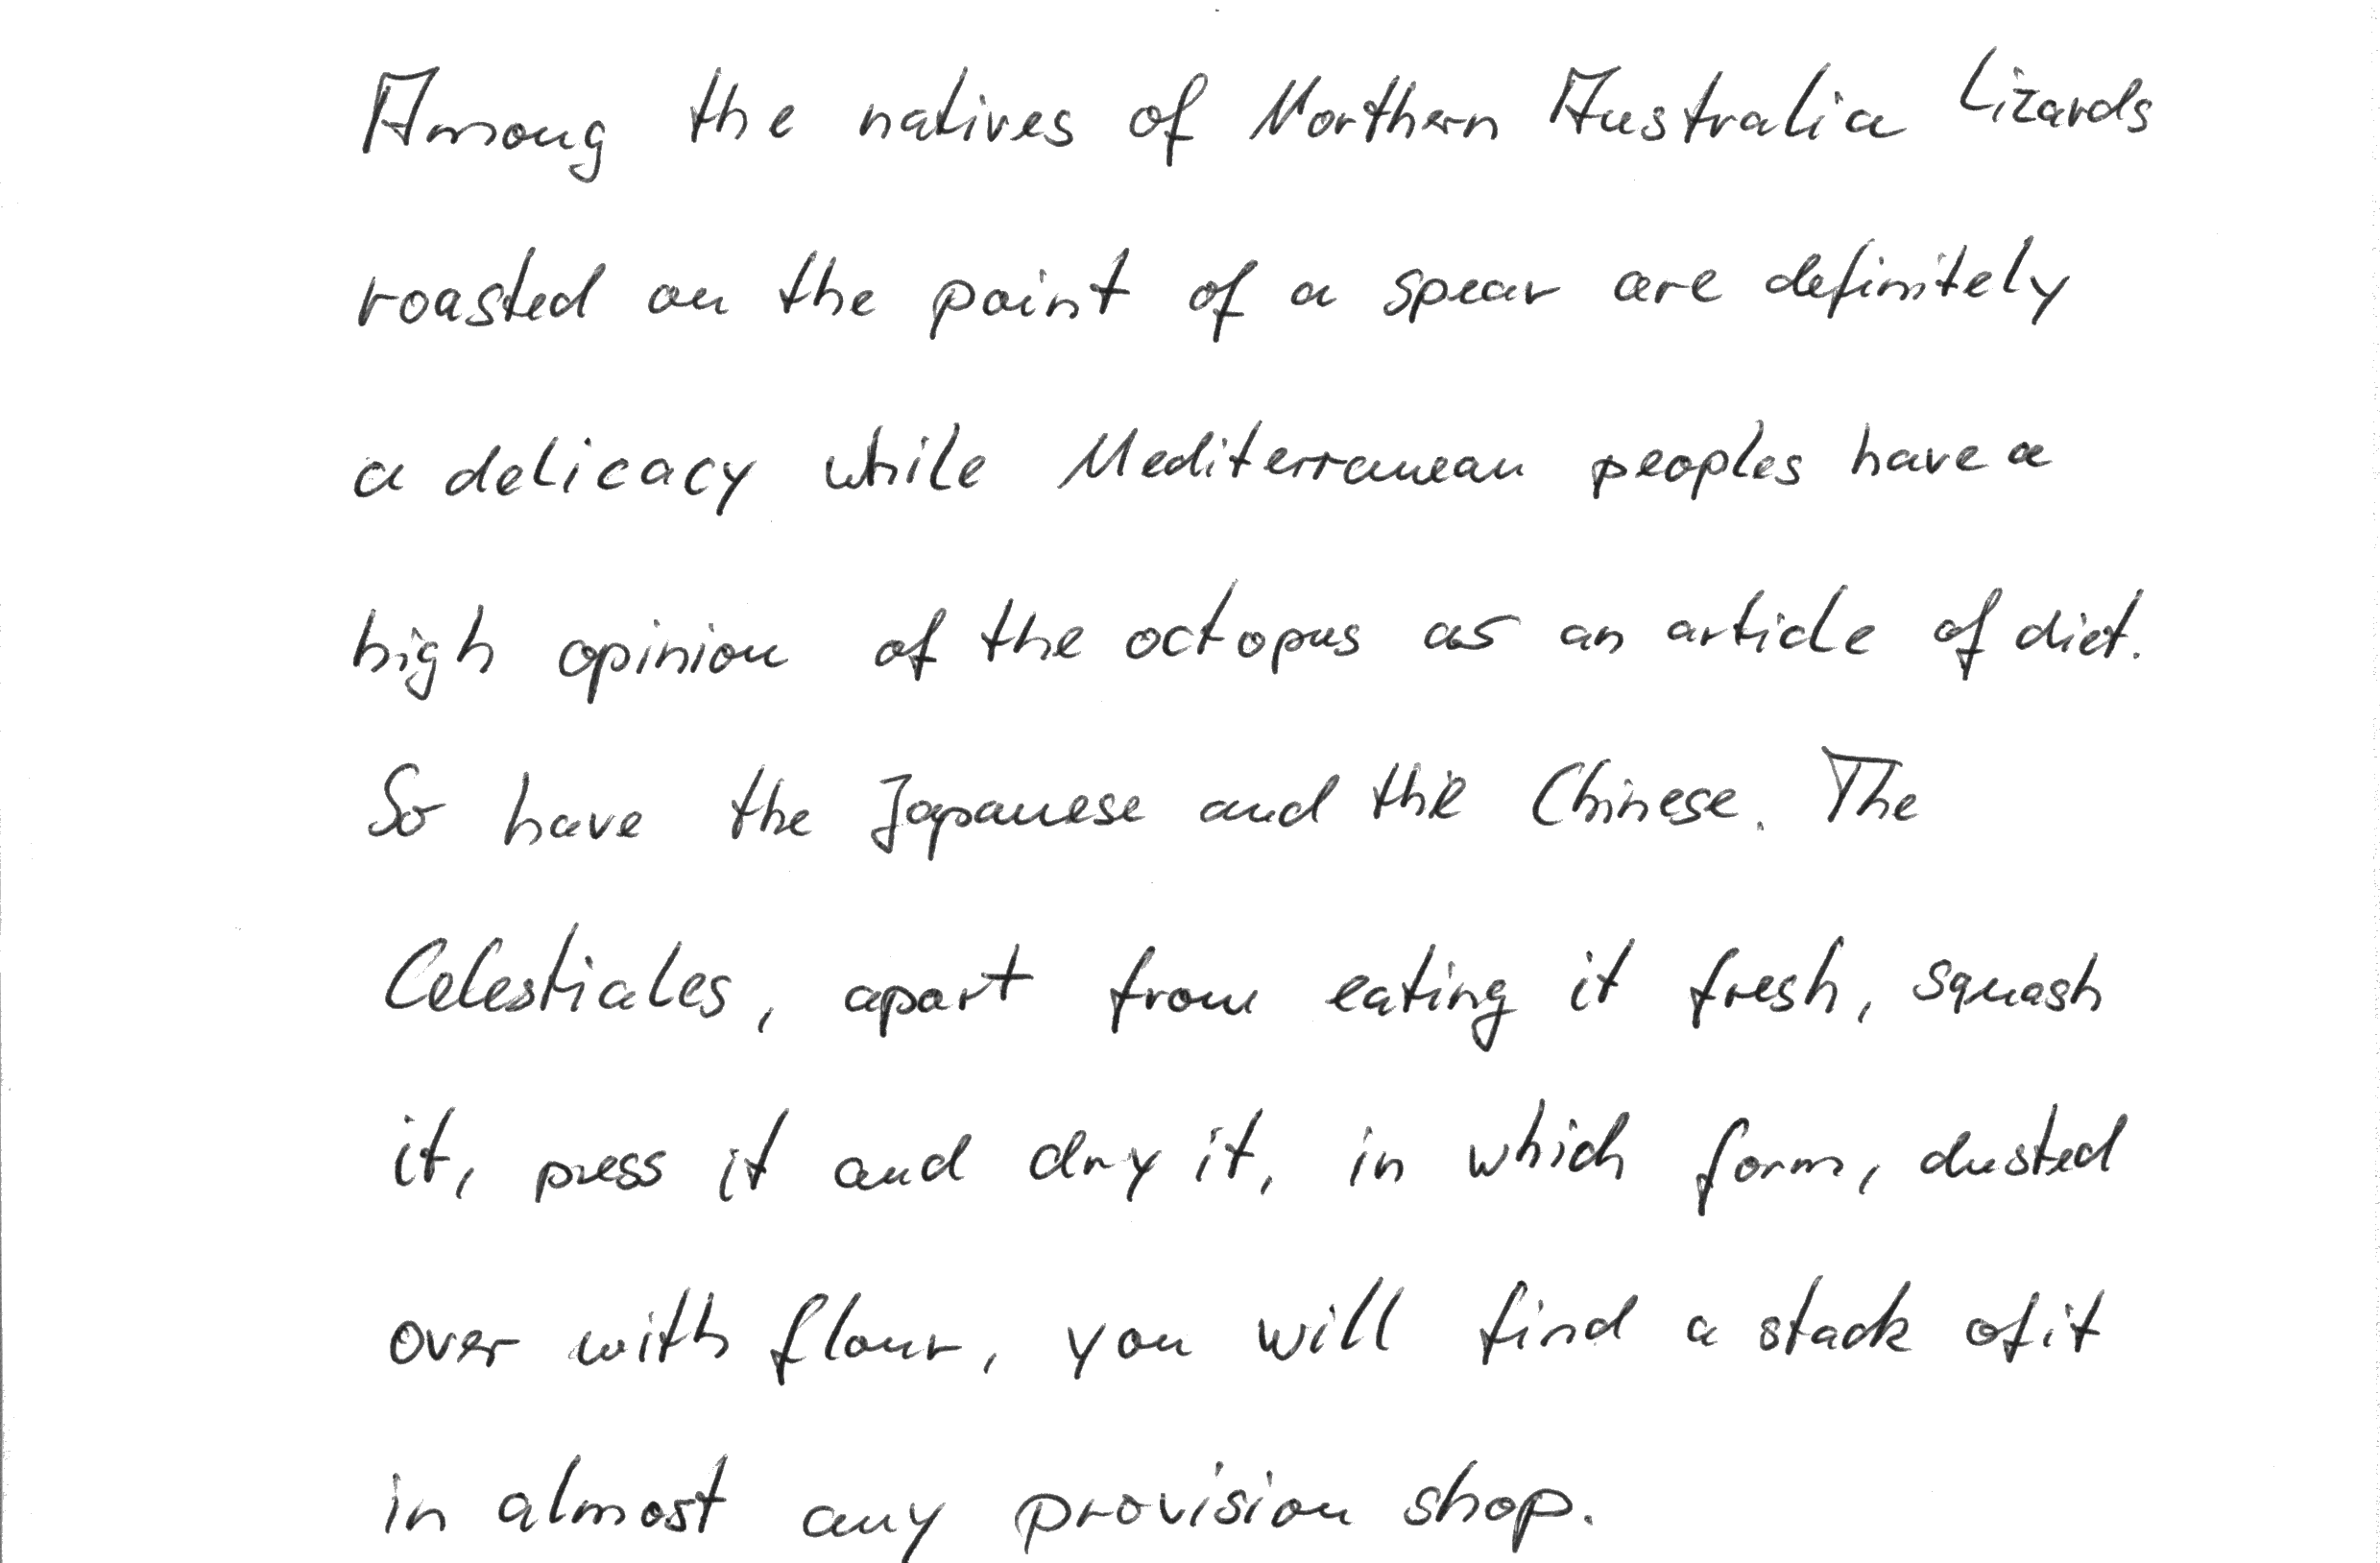 Among the natives of Northern Australia lizards
roasted on the point of a spear are definitely
a delicacy while Mediterranean peoples have a
high opinion of the octopus as an article of diet.
So have the Japanese and the Chinese. The
Celestiales, apart from eating it fresh, squash
it, press it and dry it, in which form, dusted
over with flour, you will find a stack of it
in almost any provision shop.